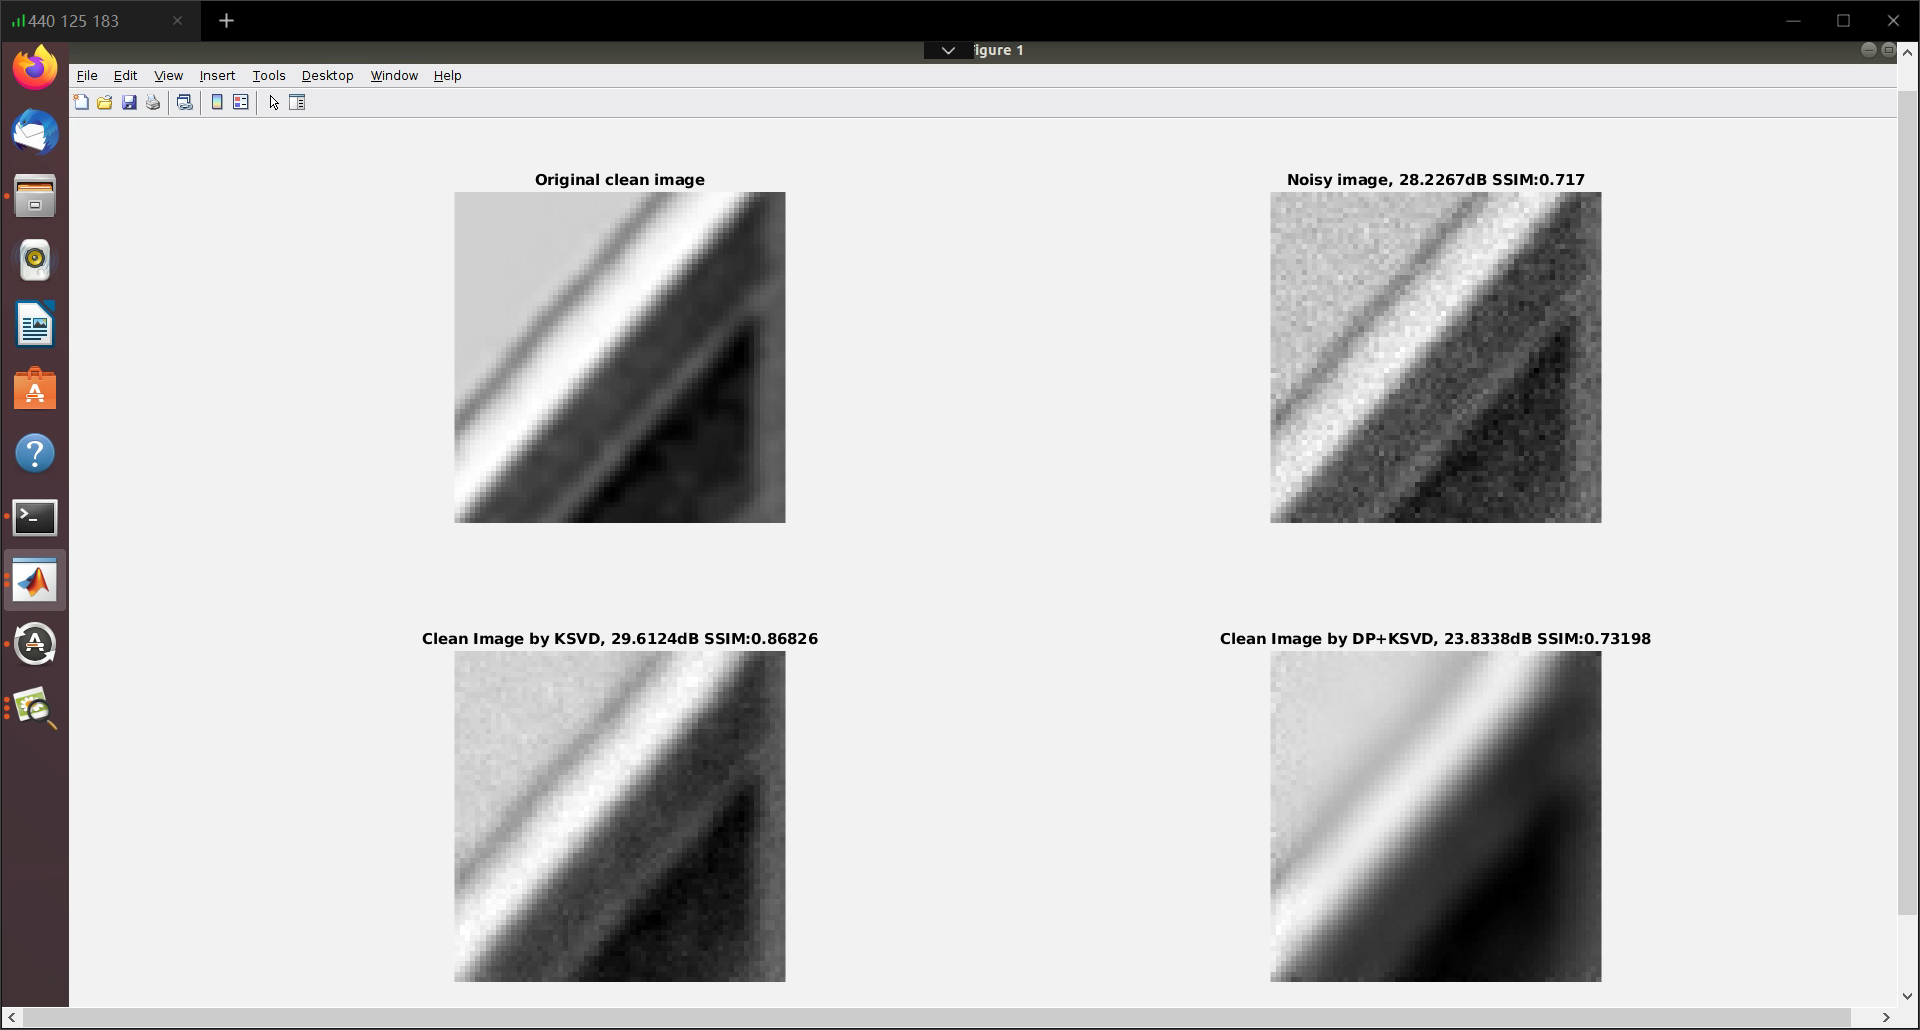 440 125 183
igure 1
File Edit View Insert Tools Desktop Window Help
Original clean image
Noisy image, 28.2267dB SSIM:0.717
Clean Image by KSVD, 29.6124dB SSIM:0.86826
Clean Image by DP+KSVD, 23.8338dB SSIM:0.73198